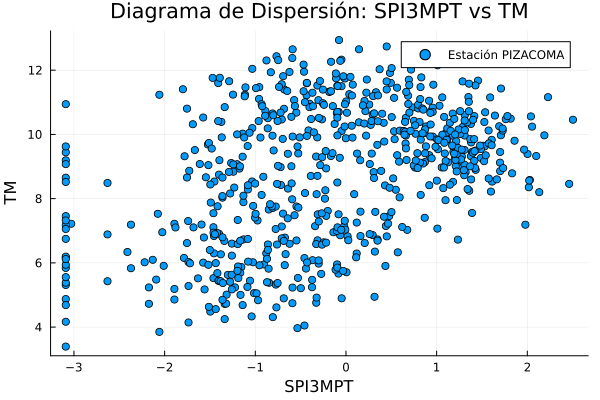 Diagrama de Dispersión: SPI3MPT vs TM
Estación PIZACOMA
TM
12
10
8
6
4
−3
−2
−1
0
1
2
SPI3MPT